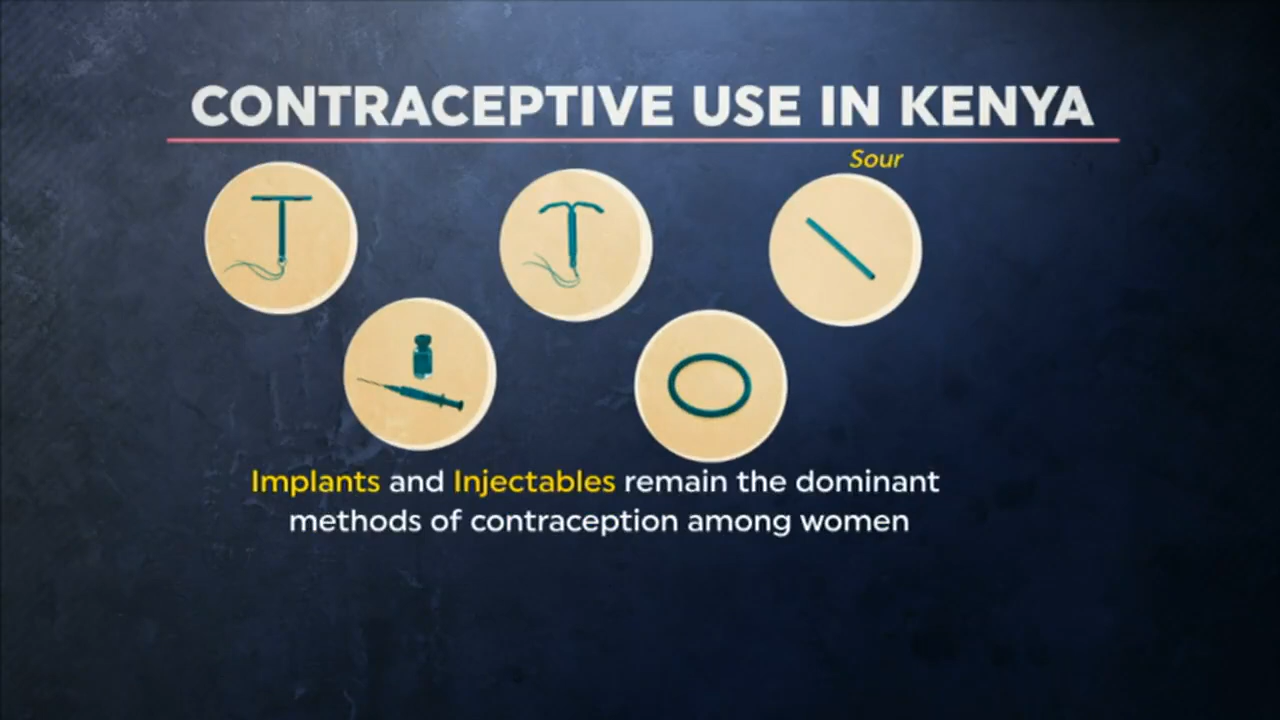 CONTRACEPTIVE USE IN KENYA
Sour
Implants and Injectables remain the dominant
methods of contraception among women